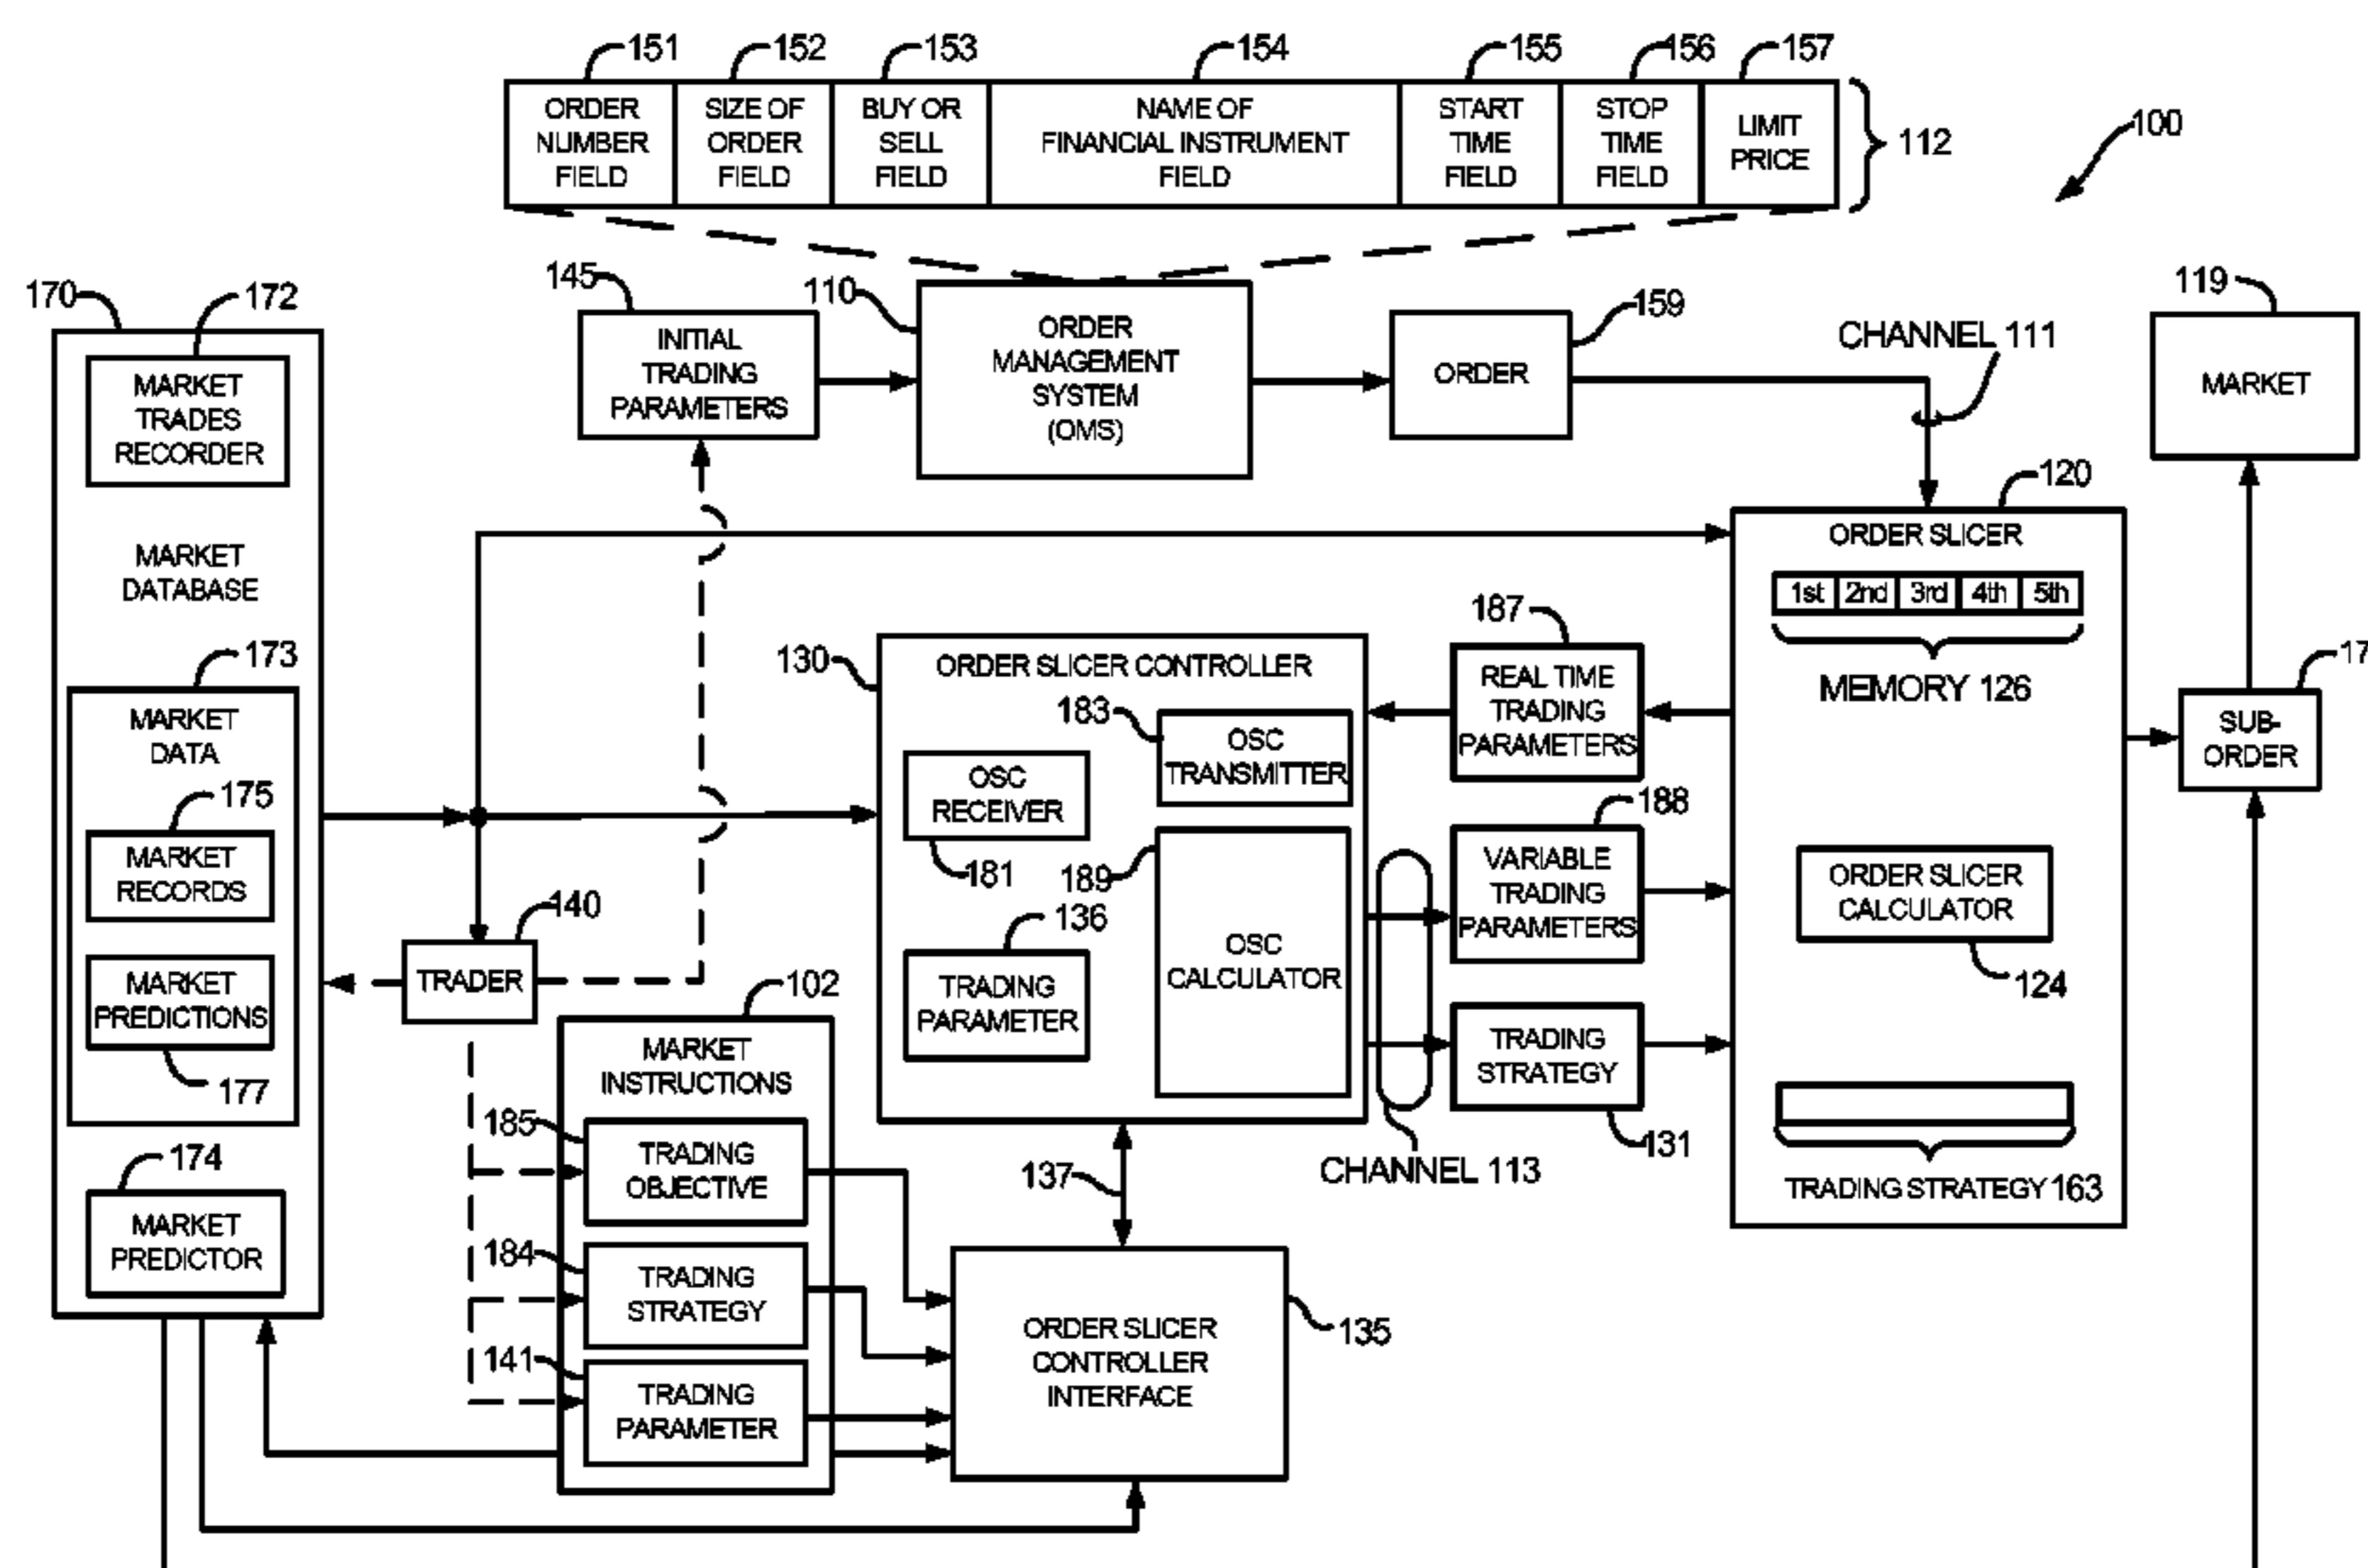 151 152 153 154 155 156 157
ORDER NUMBER FIELD
SIZE OF ORDER FIELD
BUY OR SELL FIELD
NAME OF FINANCIAL INSTRUMENT FIELD
START TIME FIELD
STOP TIME FIELD
LIMIT PRICE
112
100
170
172
MARKET
TRADES
RECORDER
MARKET
DATABASE
173
MARKET
DATA
175
MARKET
RECORDS
MARKET
PREDICTIONS
177
174
MARKET
PREDICTOR
145
INITIAL
TRADING
PARAMETERS
110
ORDER
MANAGEMENT
SYSTEM
(OMS)
159
ORDER
CHANNEL 111
119
MARKET
120
ORDER SLICER
1st 2nd 3rd 4th 5th
MEMORY 126
ORDER SLICER
CALCULATOR
124
TRADING STRATEGY 163
17
SUB-
ORDER
130
ORDER SLICER CONTROLLER
183
OSC
TRANSMITTER
OSC
RECEIVER
181
189
OSC
CALCULATOR
136
TRADING
PARAMETER
187
REAL TIME
TRADING
PARAMETERS
188
VARIABLE
TRADING
PARAMETERS
TRADING
STRATEGY
131
CHANNEL 113
137
140
TRADER
102
MARKET
INSTRUCTIONS
185
TRADING
OBJECTIVE
184
TRADING
STRATEGY
141
TRADING
PARAMETER
ORDER SLICER
CONTROLLER
INTERFACE
135